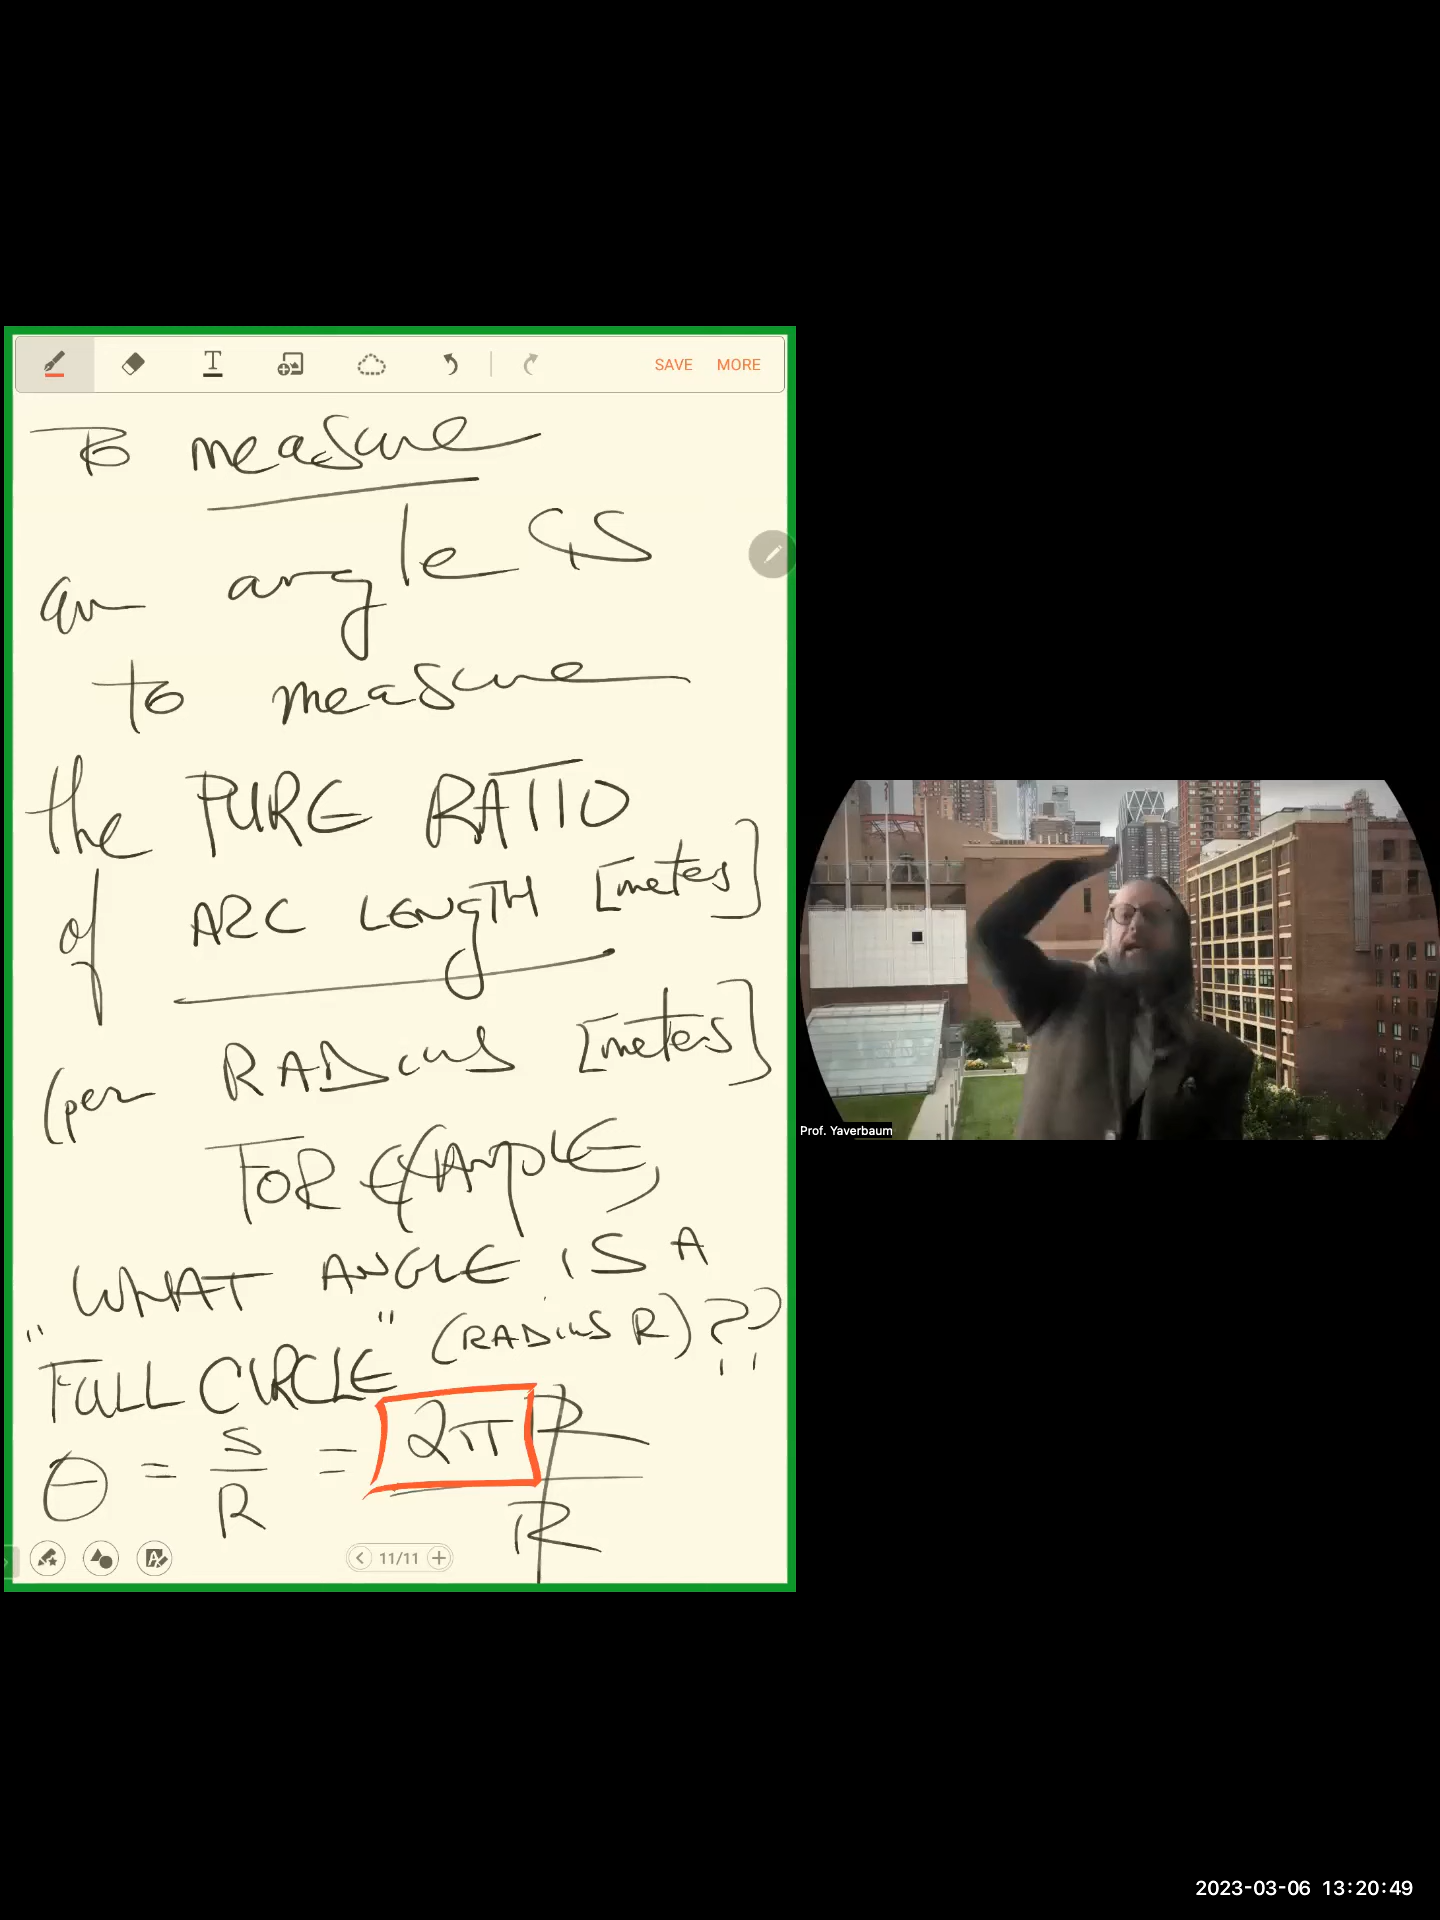 SAVE MORE
To measure
an angle is
to measure
the PURE RATIO
of ARC LENGTH [meters]
(per RADIUS [meters]
FOR EXAMPLE,
"WHAT ANGLE IS A
FULL CIRCLE" (RADIUS R)??
θ = S/R = 2π R/R
11/11
Prof. Yaverbaum
2023-03-06 13:20:49